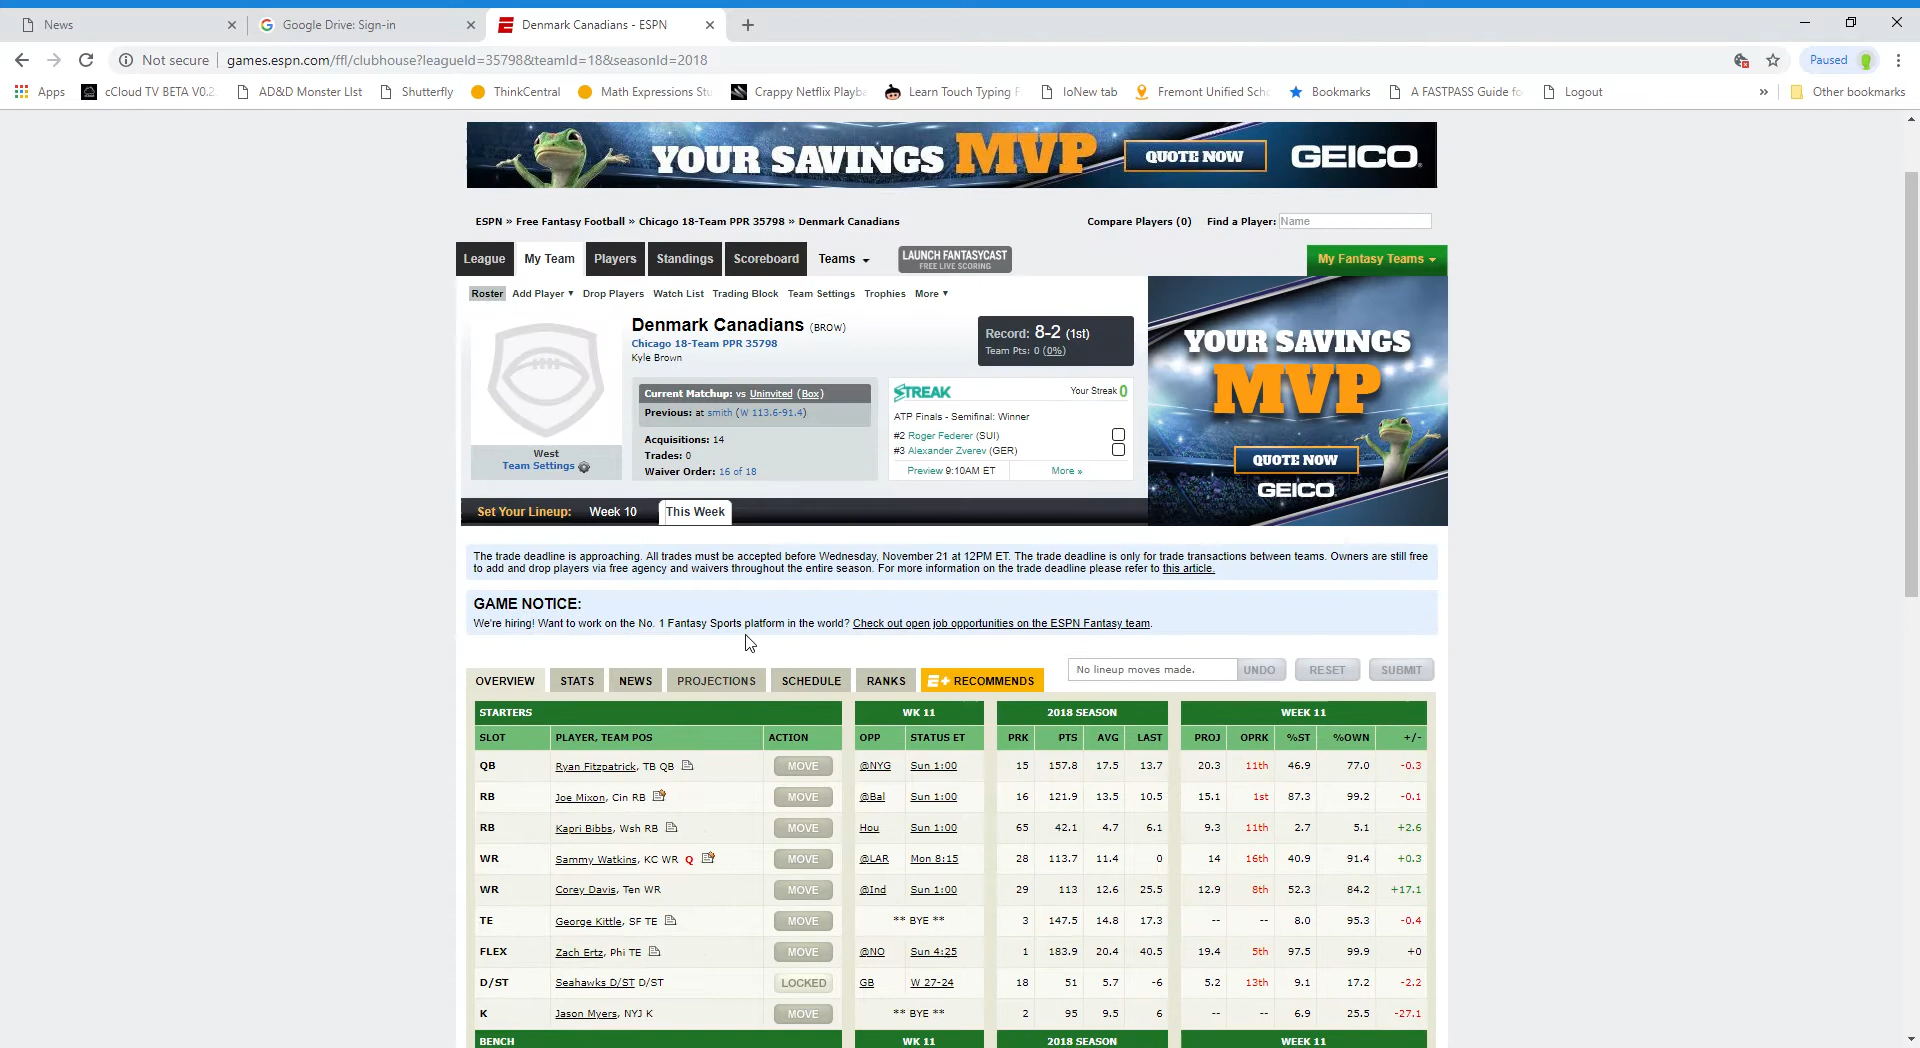 News
Google Drive: Sign-in
Denmark Canadians - ESPN
Not secure
games.espn.com/ffl/clubhouse?leagueId=35798&teamId=18&seasonId=2018
Paused
Apps
cCloud TV BETA V0.2
AD&D Monster LIst
Shutterfly
ThinkCentral
Math Expressions Stu
Crappy Netflix Playba
Learn Touch Typing F
IoNew tab
Fremont Unified Scho
Bookmarks
A FASTPASS Guide fo
Logout
»
Other bookmarks
YOUR SAVINGS MVP QUOTE NOW GEICO
ESPN » Free Fantasy Football » Chicago 18-Team PPR 35798 » Denmark Canadians
Compare Players (0) Find a Player: Name
League My Team Players Standings Scoreboard Teams
LAUNCH FANTASYCAST
FREE LIVE SCORING
My Fantasy Teams
Roster Add Player Drop Players Watch List Trading Block Team Settings Trophies More
Denmark Canadians (BROW)
Chicago 18-Team PPR 35798
Kyle Brown
Record: 8-2 (1st)
Team Pts: 0 (0%)
West
Team Settings
Current Matchup: vs Uninvited (Box)
Previous: at smith (W 113.6-91.4)
Acquisitions: 14
Trades: 0
Waiver Order: 16 of 18
STREAK Your Streak 0
ATP Finals - Semifinal: Winner
#2 Roger Federer (SUI)
#3 Alexander Zverev (GER)
Preview 9:10AM ET More »
YOUR SAVINGS
MVP
QUOTE NOW
GEICO
Set Your Lineup: Week 10 This Week
The trade deadline is approaching. All trades must be accepted before Wednesday, November 21 at 12PM ET. The trade deadline is only for trade transactions between teams. Owners are still free
to add and drop players via free agency and waivers throughout the entire season. For more information on the trade deadline please refer to this article.
GAME NOTICE:
We're hiring! Want to work on the No. 1 Fantasy Sports platform in the world? Check out open job opportunities on the ESPN Fantasy team.
OVERVIEW STATS NEWS PROJECTIONS SCHEDULE RANKS E+ RECOMMENDS
No lineup moves made. UNDO RESET SUBMIT
STARTERS WK 11 2018 SEASON WEEK 11
SLOT PLAYER, TEAM POS ACTION OPP STATUS ET PRK PTS AVG LAST PROJ OPRK %ST %OWN +/-
QB Ryan Fitzpatrick, TB QB MOVE @NYG Sun 1:00 15 157.8 17.5 13.7 20.3 11th 46.9 77.0 -0.3
RB Joe Mixon, Cin RB MOVE @Bal Sun 1:00 16 121.9 13.5 10.5 15.1 1st 87.3 99.2 -0.1
RB Kapri Bibbs, Wsh RB MOVE Hou Sun 1:00 65 42.1 4.7 6.1 9.3 11th 2.7 5.1 +2.6
WR Sammy Watkins, KC WR Q MOVE @LAR Mon 8:15 28 113.7 11.4 0 14 16th 40.9 91.4 +0.3
WR Corey Davis, Ten WR MOVE @Ind Sun 1:00 29 113 12.6 25.5 12.9 8th 52.3 84.2 +17.1
TE George Kittle, SF TE MOVE ** BYE ** 3 147.5 14.8 17.3 -- -- 8.0 95.3 -0.4
FLEX Zach Ertz, Phi TE MOVE @NO Sun 4:25 1 183.9 20.4 40.5 19.4 5th 97.5 99.9 +0
D/ST Seahawks D/ST D/ST LOCKED GB W 27-24 18 51 5.7 -6 5.2 13th 9.1 17.2 -2.2
K Jason Myers, NYJ K MOVE ** BYE ** 2 95 9.5 6 -- -- 6.9 25.5 -27.1
BENCH WK 11 2018 SEASON WEEK 11